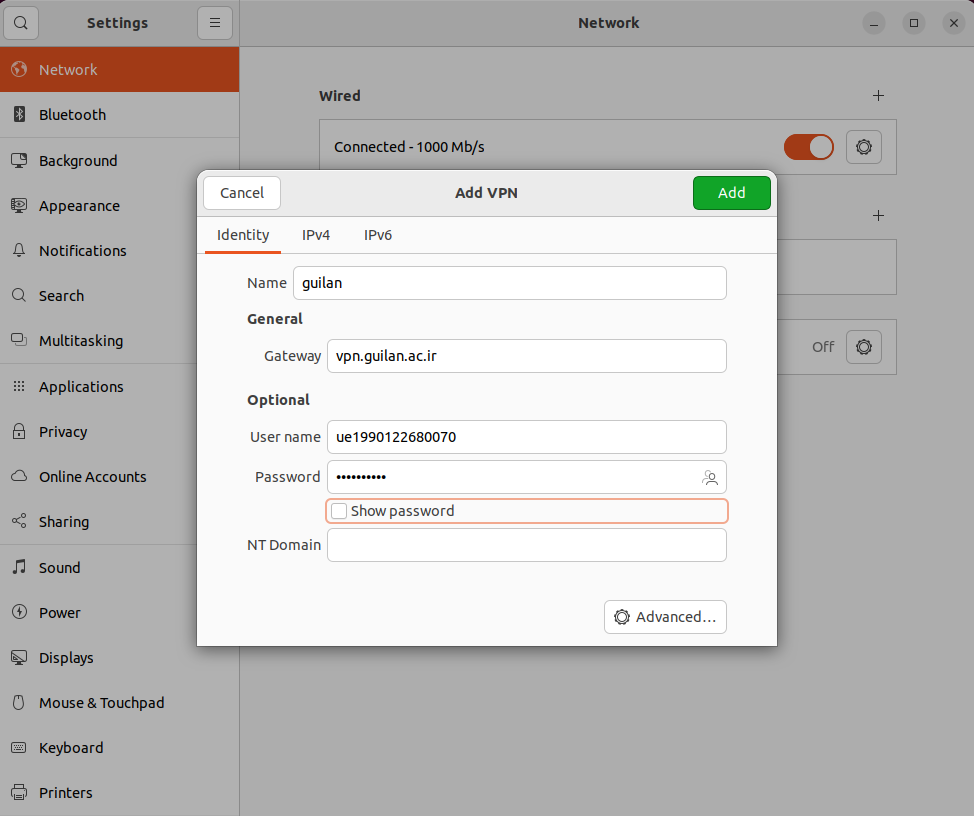 Settings
Network
Network
Bluetooth
Background
Appearance
Notifications
Search
Multitasking
Applications
Privacy
Online Accounts
Sharing
Sound
Power
Displays
Mouse & Touchpad
Keyboard
Printers
Wired
Connected - 1000 Mb/s
Off
Cancel
Add VPN
Add
Identity IPv4 IPv6
Name guilan
General
Gateway vpn.guilan.ac.ir
Optional
User name ue1990122680070
Password ••••••••••
Show password
NT Domain
Advanced...